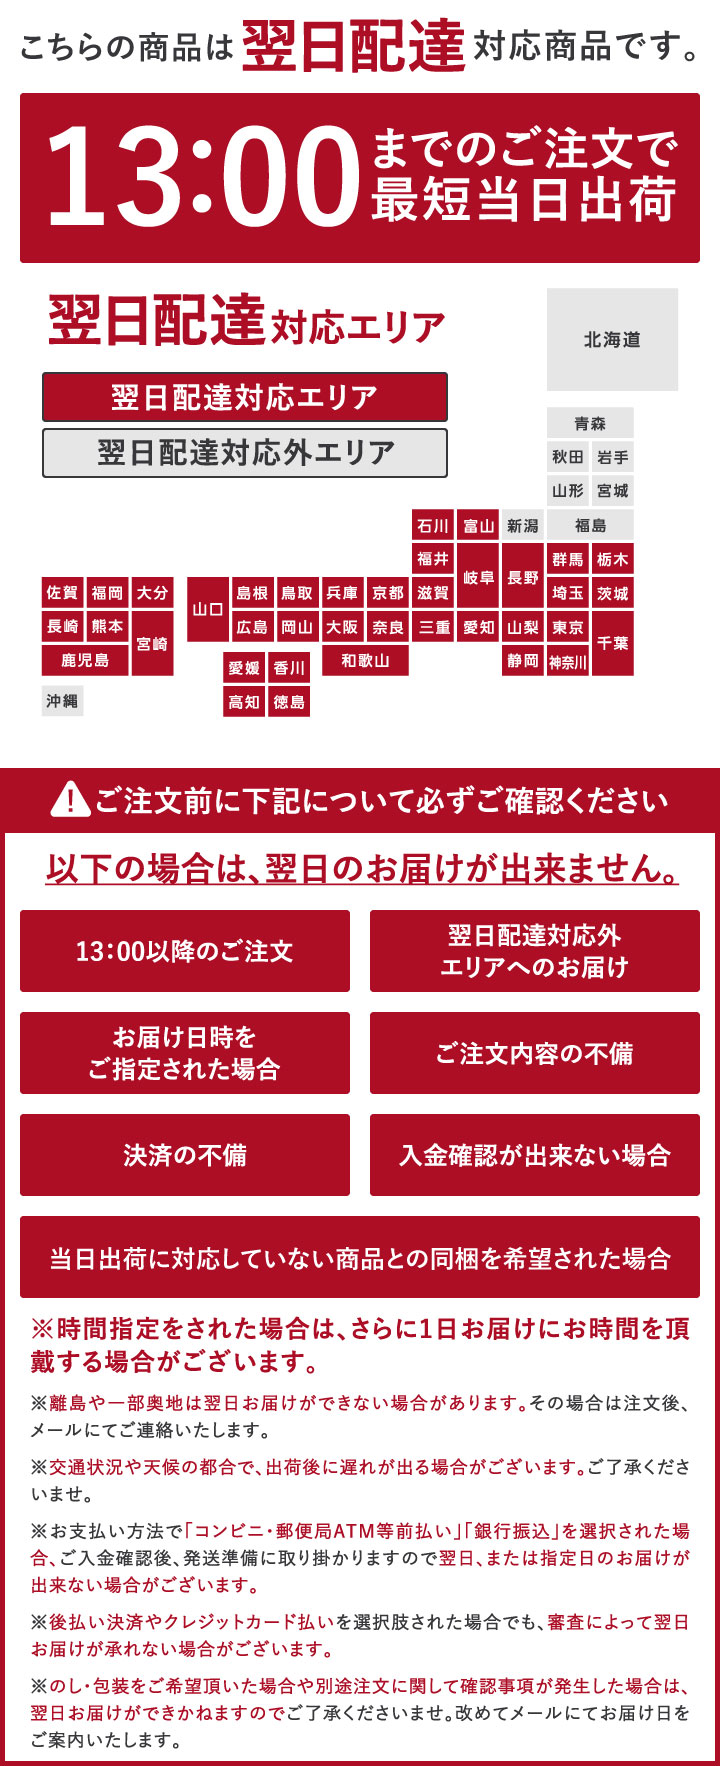 こちらの商品は翌日配達対応商品です。
13:00までのご注文で
最短当日出荷
翌日配達対応エリア
翌日配達対応エリア
翌日配達対応外エリア
北海道
青森
秋田 岩手
山形 宮城
石川 富山 新潟 福島
福井 岐阜 長野 群馬 栃木
佐賀 福岡 大分 山口 島根 鳥取 兵庫 京都 滋賀 埼玉 茨城
長崎 熊本 宮崎 広島 岡山 大阪 奈良 三重 愛知 山梨 東京 千葉
鹿児島 愛媛 香川 和歌山 静岡 神奈川
沖縄 高知 徳島
ご注文前に下記について必ずご確認ください
以下の場合は、翌日のお届けが出来ません。
13:00以降のご注文
翌日配達対応外
エリアへのお届け
お届け日時を
ご指定された場合
ご注文内容の不備
決済の不備
入金確認が出来ない場合
当日出荷に対応していない商品との同梱を希望された場合
※時間指定をされた場合は、さらに1日お届けにお時間を頂
戴する場合がございます。
※離島や一部奥地は翌日お届けができない場合があります。その場合は注文後、
メールにてご連絡いたします。
※交通状況や天候の都合で、出荷後に遅れが出る場合がございます。ご了承くださ
いませ。
※お支払い方法で「コンビニ・郵便局ATM等前払い」「銀行振込」を選択された場
合、ご入金確認後、発送準備に取り掛かりますので翌日、または指定日のお届けが
出来ない場合がございます。
※後払い決済やクレジットカード払いを選択肢された場合でも、審査によって翌日
お届けが承れない場合がございます。
※のし・包装をご希望頂いた場合や別途注文に関して確認事項が発生した場合は、
翌日お届けができかねますのでご了承くださいませ。改めてメールにてお届け日を
ご案内いたします。